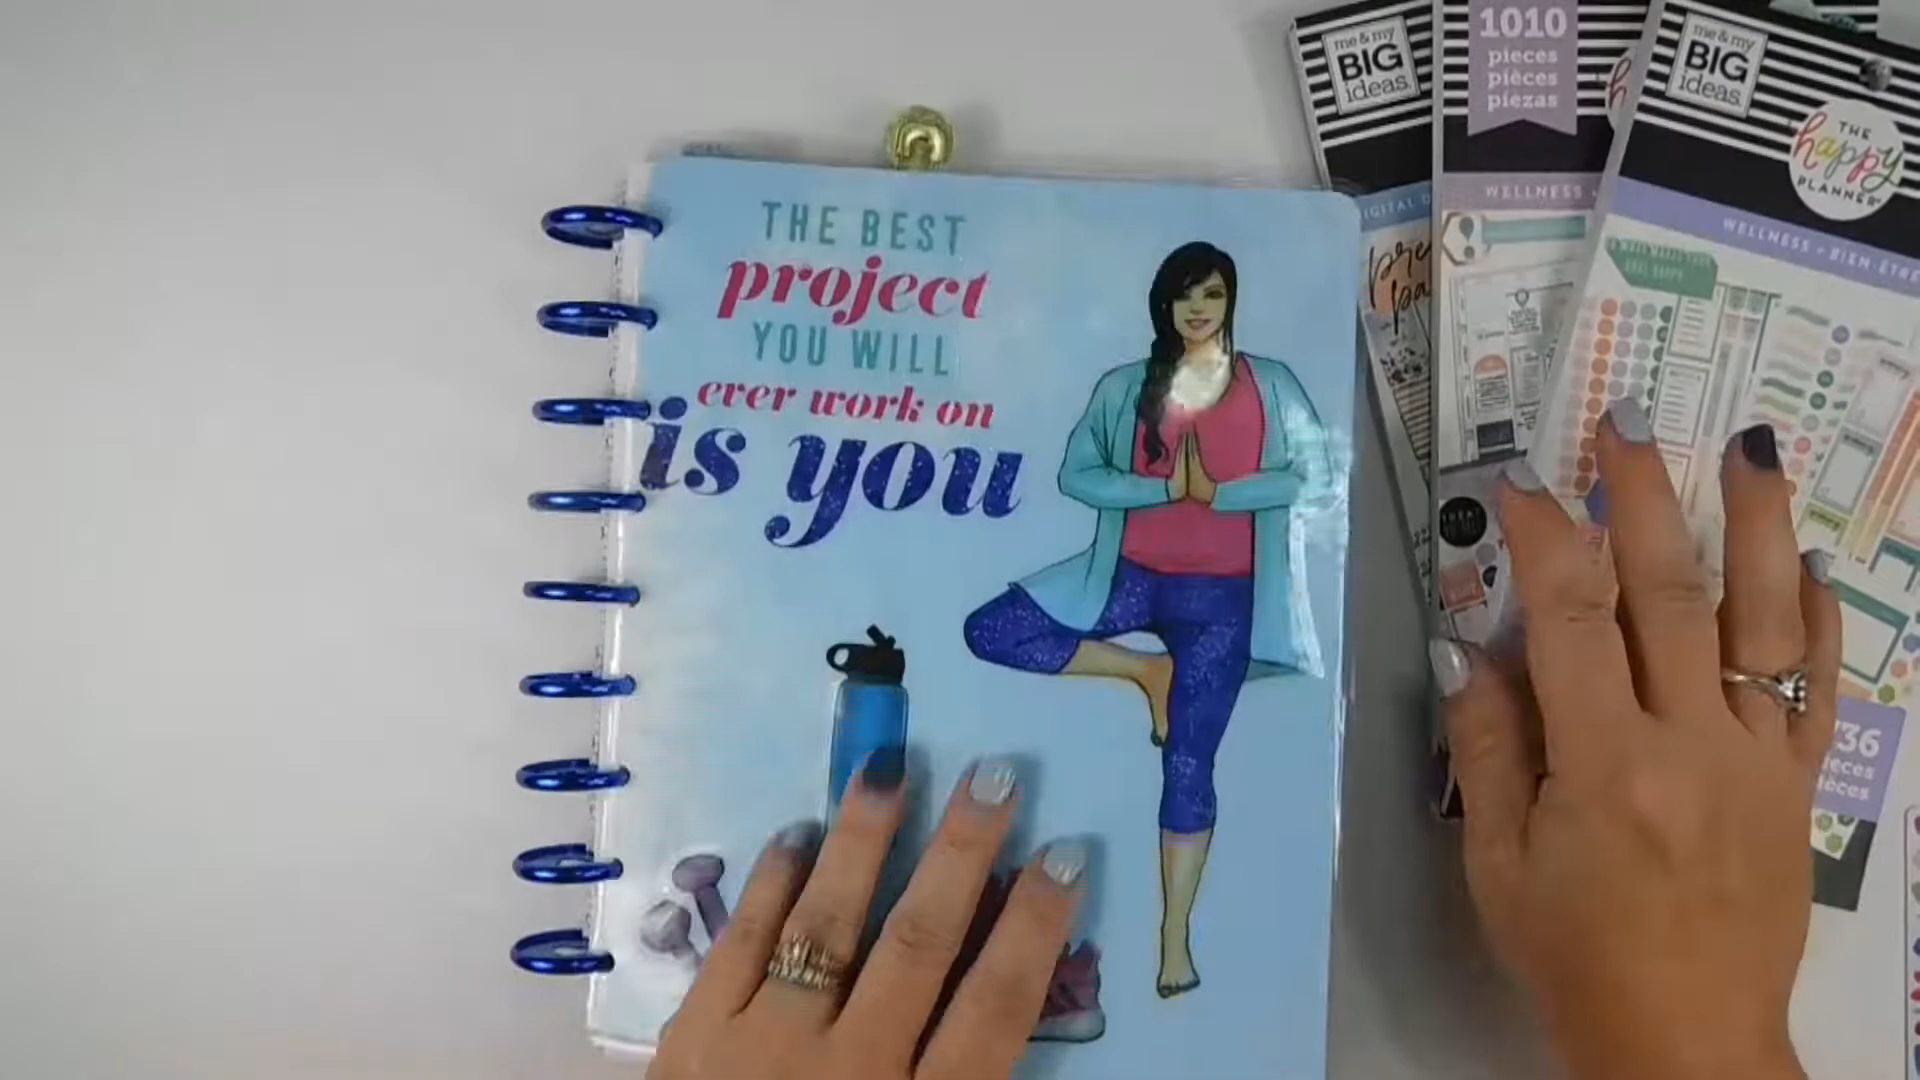 THE BEST
project
YOU WILL
ever work on
is you
me & my
BIG
ideas
1010
pieces
pièces
piezas
WELLNESS
me & my
BIG
ideas
THE
happy
PLANNER
WELLNESS • BIEN-ÊTRE